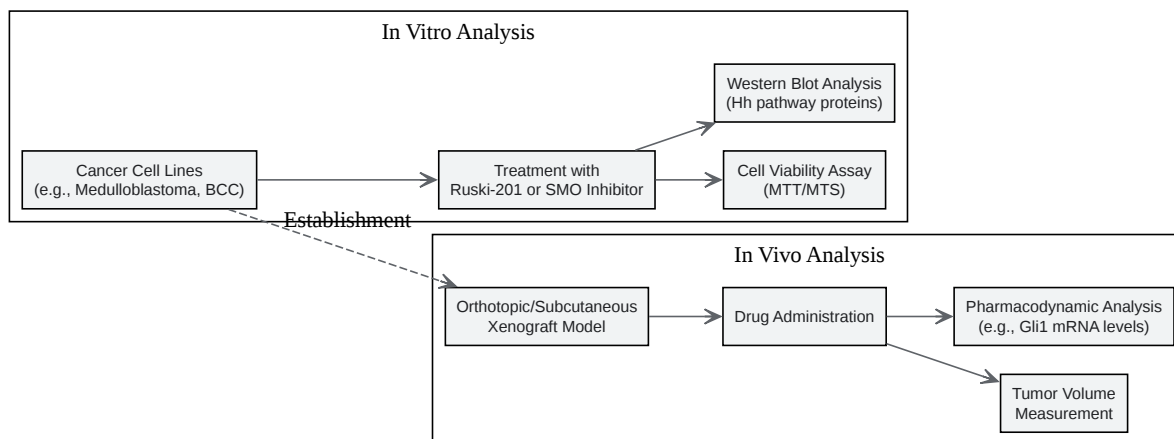 In Vitro Analysis
Western Blot Analysis
(Hh pathway proteins)
Cancer Cell Lines
(e.g., Medulloblastoma, BCC)
Treatment with
Ruski-201 or SMO Inhibitor
Cell Viability Assay
(MTT/MTS)
Establishment
In Vivo Analysis
Orthotopic/Subcutaneous
Xenograft Model
Drug Administration
Pharmacodynamic Analysis
(e.g., Gli1 mRNA levels)
Tumor Volume
Measurement